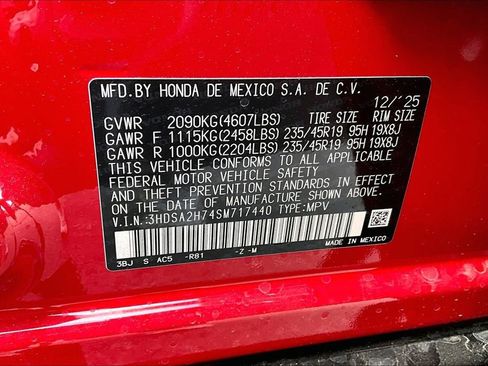 MFD.BY HONDA DE MEXICO S.A. DE C.V.
12/'25
GVWR 2090KG(4607LBS) TIRE SIZE RIM SIZE
GAWR F 1115KG(2458LBS) 235/45R19 95H 19X8J
GAWR R 1000KG(2204LBS) 235/45R19 95H 19X8J
THIS VEHICLE CONFORMS TO ALL APPLICABLE
FEDERAL MOTOR VEHICLE SAFETY
AND THEFT PREVENTION STANDARDS IN EFFECT
ON THE DATE OF MANUFACTURE SHOWN ABOVE.
V.I.N.:3HDSA2H74SM717440 TYPE:MPV
3BJ S AC5 -R81 -Z -M
MADE IN MEXICO